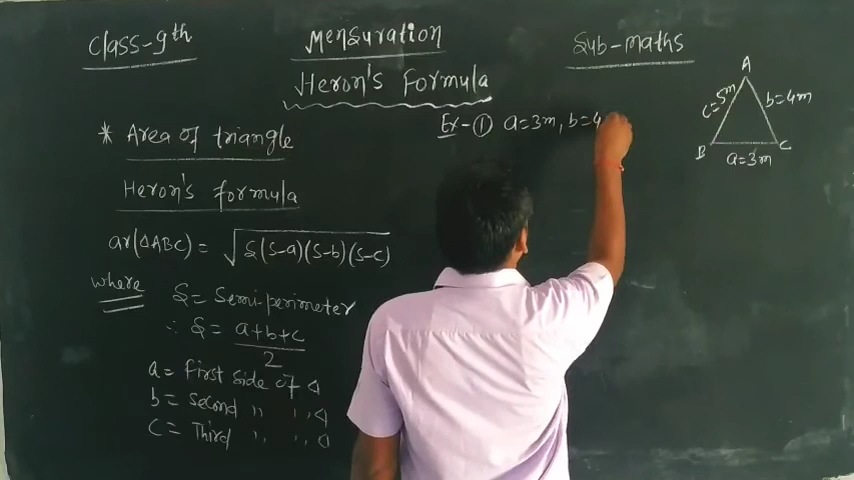 Class-9th
Mensuration
Sub-maths
Heron's Formula
* Area of triangle
Heron's formula
ar(△ABC) = √s(s-a)(s-b)(s-c)
where
s = Semi-perimeter
∴ s = a+b+c / 2
a = First side of △
b = Second " " △
c = Third " " △
Ex-① a=3m, b=4
A
c=5m
b=4m
B
C
a=3m